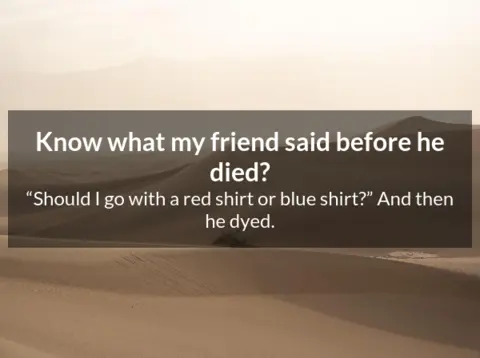 Know what my friend said before he
died?
“Should I go with a red shirt or blue shirt?” And then
he dyed.